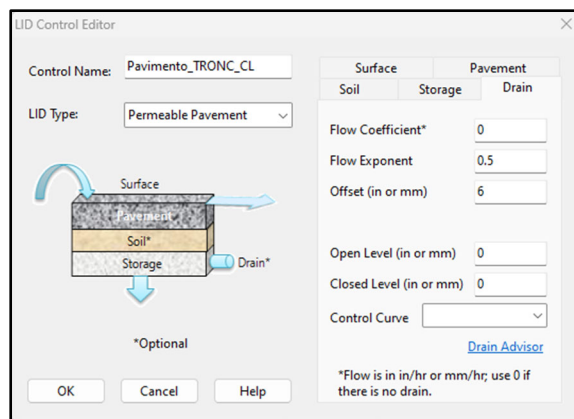 LID Control Editor
Control Name: Pavimento_TRONC_CL
LID Type: Permeable Pavement
Surface
Pavement
Soil*
Storage
Drain*
*Optional
OK Cancel Help
Surface Pavement
Soil Storage Drain
Flow Coefficient* 0
Flow Exponent 0.5
Offset (in or mm) 6
Open Level (in or mm) 0
Closed Level (in or mm) 0
Control Curve
Drain Advisor
*Flow is in in/hr or mm/hr; use 0 if
there is no drain.